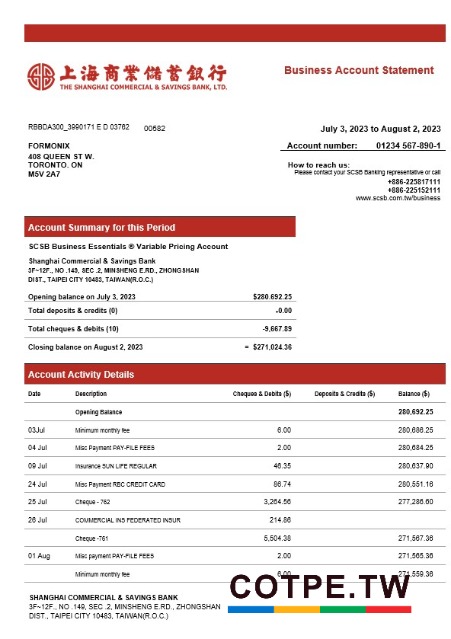 上海商業儲蓄銀行
THE SHANGHAI COMMERCIAL & SAVINGS BANK, LTD.
Business Account Statement
RBBDA300_3990171 E D 03762 00682
July 3, 2023 to August 2, 2023
FORMONIX
Account number: 01234 567-890-1
408 QUEEN ST W.
TORONTO. ON
M5V 2A7
How to reach us:
Please contact your SCSB Banking representative or call
+886-225817111
+886-225152111
www.scsb.com.tw/business
Account Summary for this Period
SCSB Business Essentials ® Variable Pricing Account
Shanghai Commercial & Savings Bank
3F~12F., NO .149, SEC .2, MINSHENG E.RD., ZHONGSHAN
DIST., TAIPEI CITY 10483, TAIWAN(R.O.C.)
Opening balance on July 3, 2023 $280.692.25
Total deposits & credits (0) -0.00
Total cheques & debits (10) -9,667.89
Closing balance on August 2, 2023 = $271,024.36
Account Activity Details
Date Description Cheques & Debits ($) Deposits & Credits ($) Balance ($)
Opening Balance 280,692.25
03Jul Minimum monthly fee 6.00 280,686.25
04 Jul Misc Payment PAY-FILE FEES 2.00 280,684.25
09 Jul Insurance SUN LIFE REGULAR 46.35 280,637.90
24 Jul Misc Payment RBC CREDIT CARD 86.74 280,551.16
25 Jul Cheque - 762 3,264.56 277,286.60
26 Jul COMMERCIAL INS FEDERATED INSUR 214.86
Cheque -761 5,504.38 271,567.36
01 Aug Misc payment PAY-FILE FEES 2.00 271,565.36
Minimum monthly fee 6.00 271,559.36
COTPE.TW
SHANGHAI COMMERCIAL & SAVINGS BANK
3F~12F., NO .149, SEC .2, MINSHENG E.RD., ZHONGSHAN
DIST., TAIPEI CITY 10483, TAIWAN(R.O.C.)